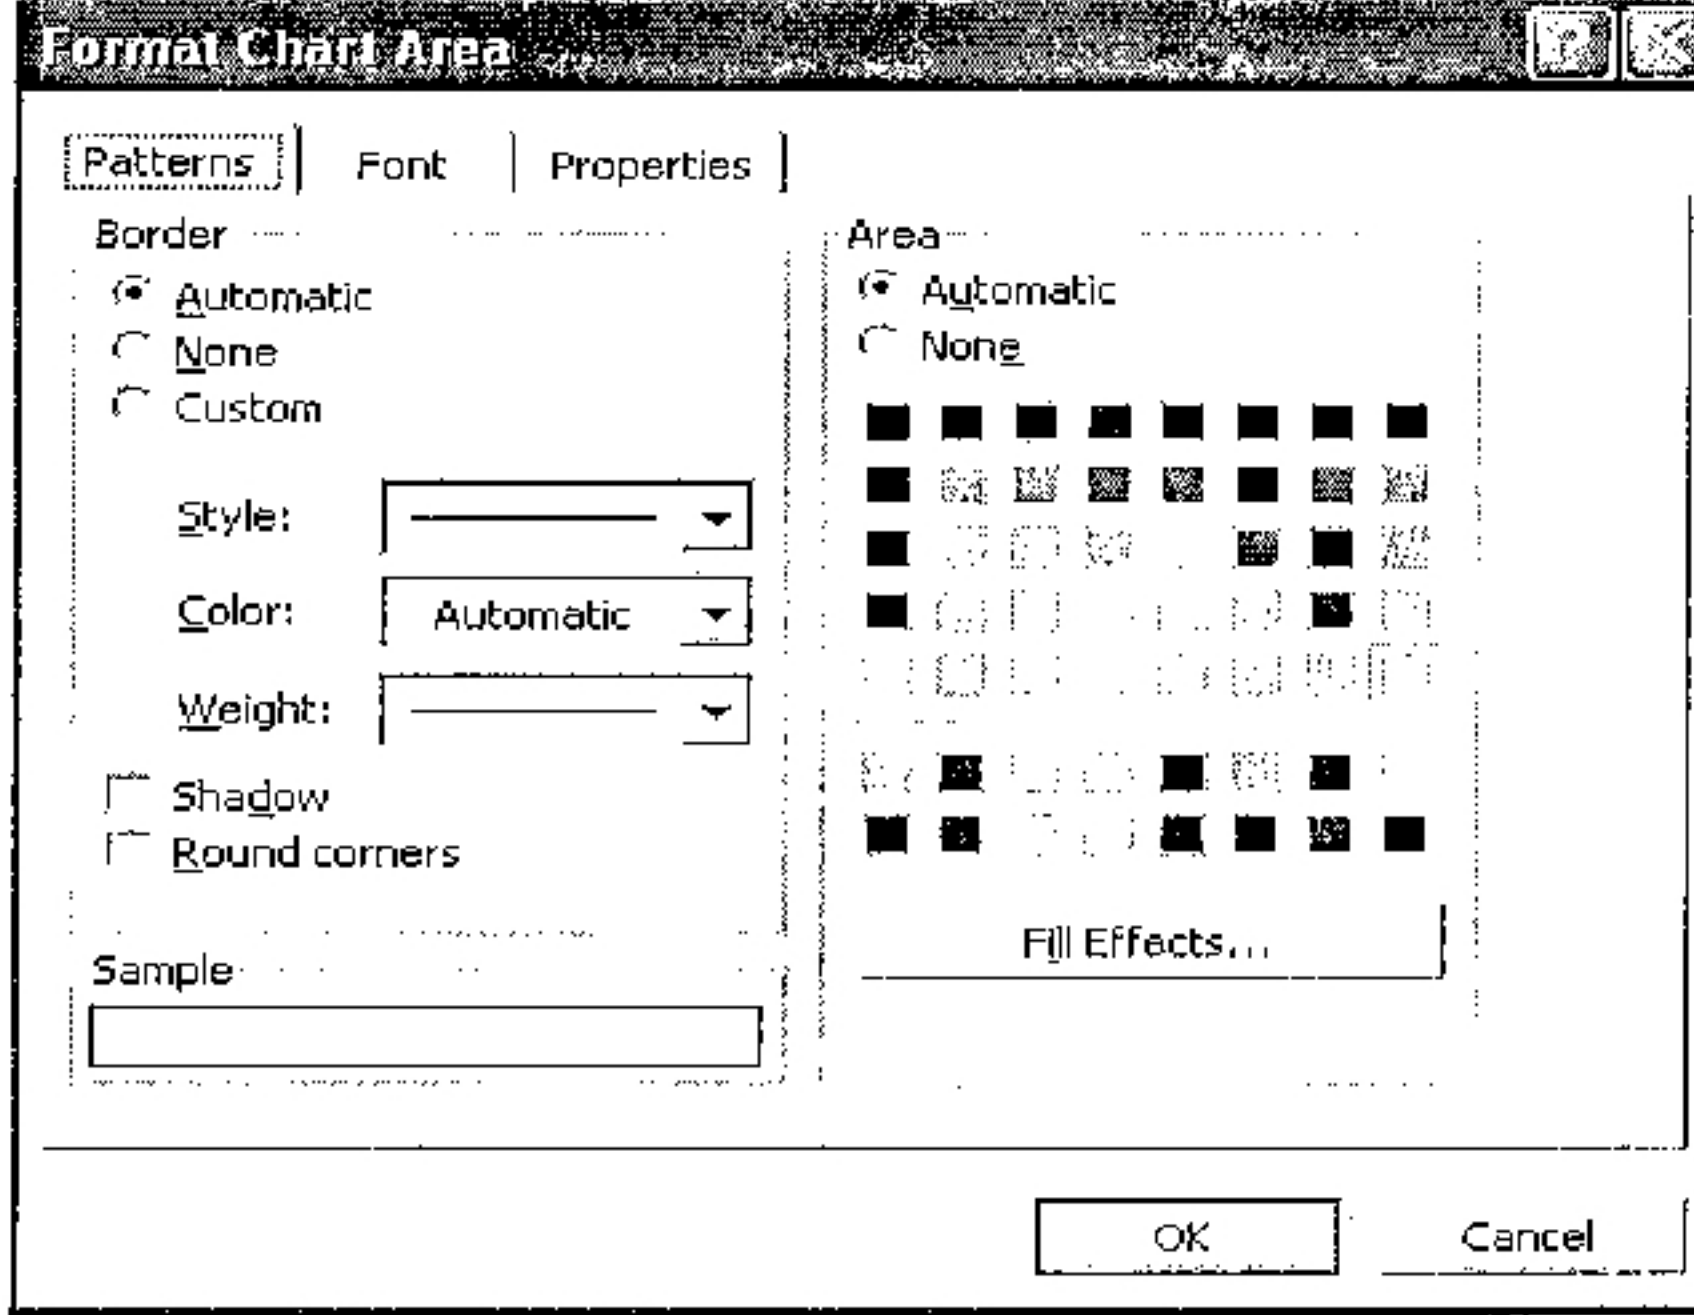 Format Chart Area
Patterns Font Properties
Border
Automatic
None
Custom
Style:
Color: Automatic
Weight:
Shadow
Round corners
Sample
Area
Automatic
None
Fill Effects...
OK Cancel